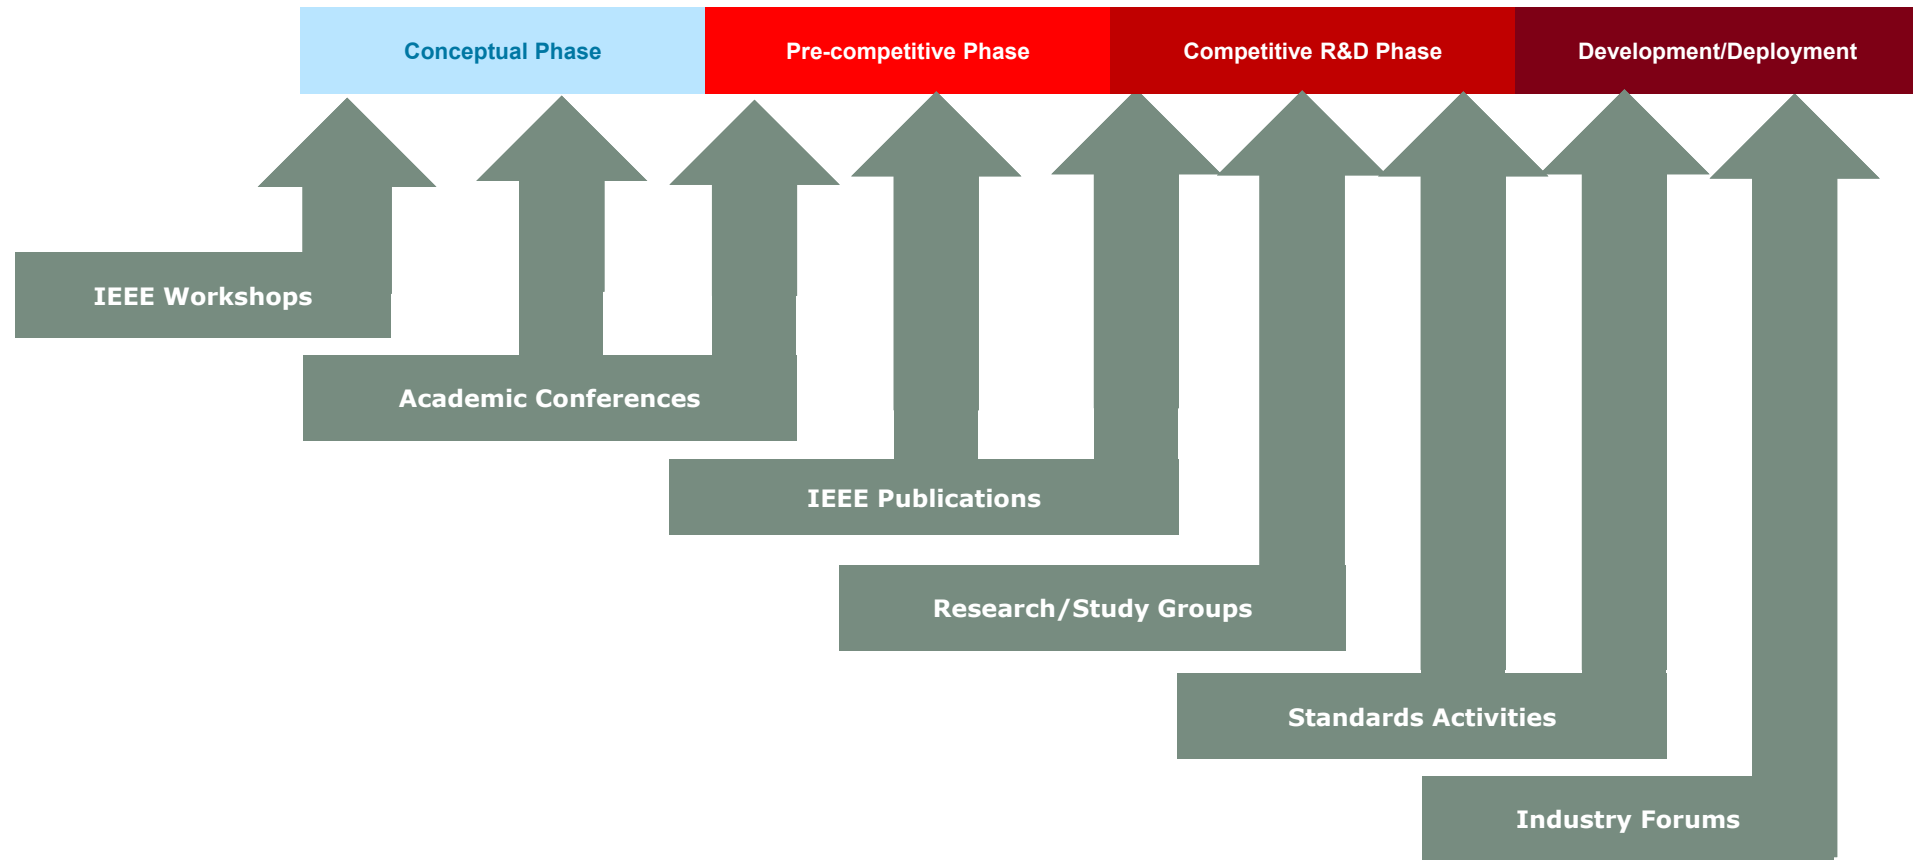 Conceptual Phase
Pre-competitive Phase
Competitive R&D Phase
Development/Deployment
IEEE Workshops
Academic Conferences
IEEE Publications
Research/Study Groups
Standards Activities
Industry Forums